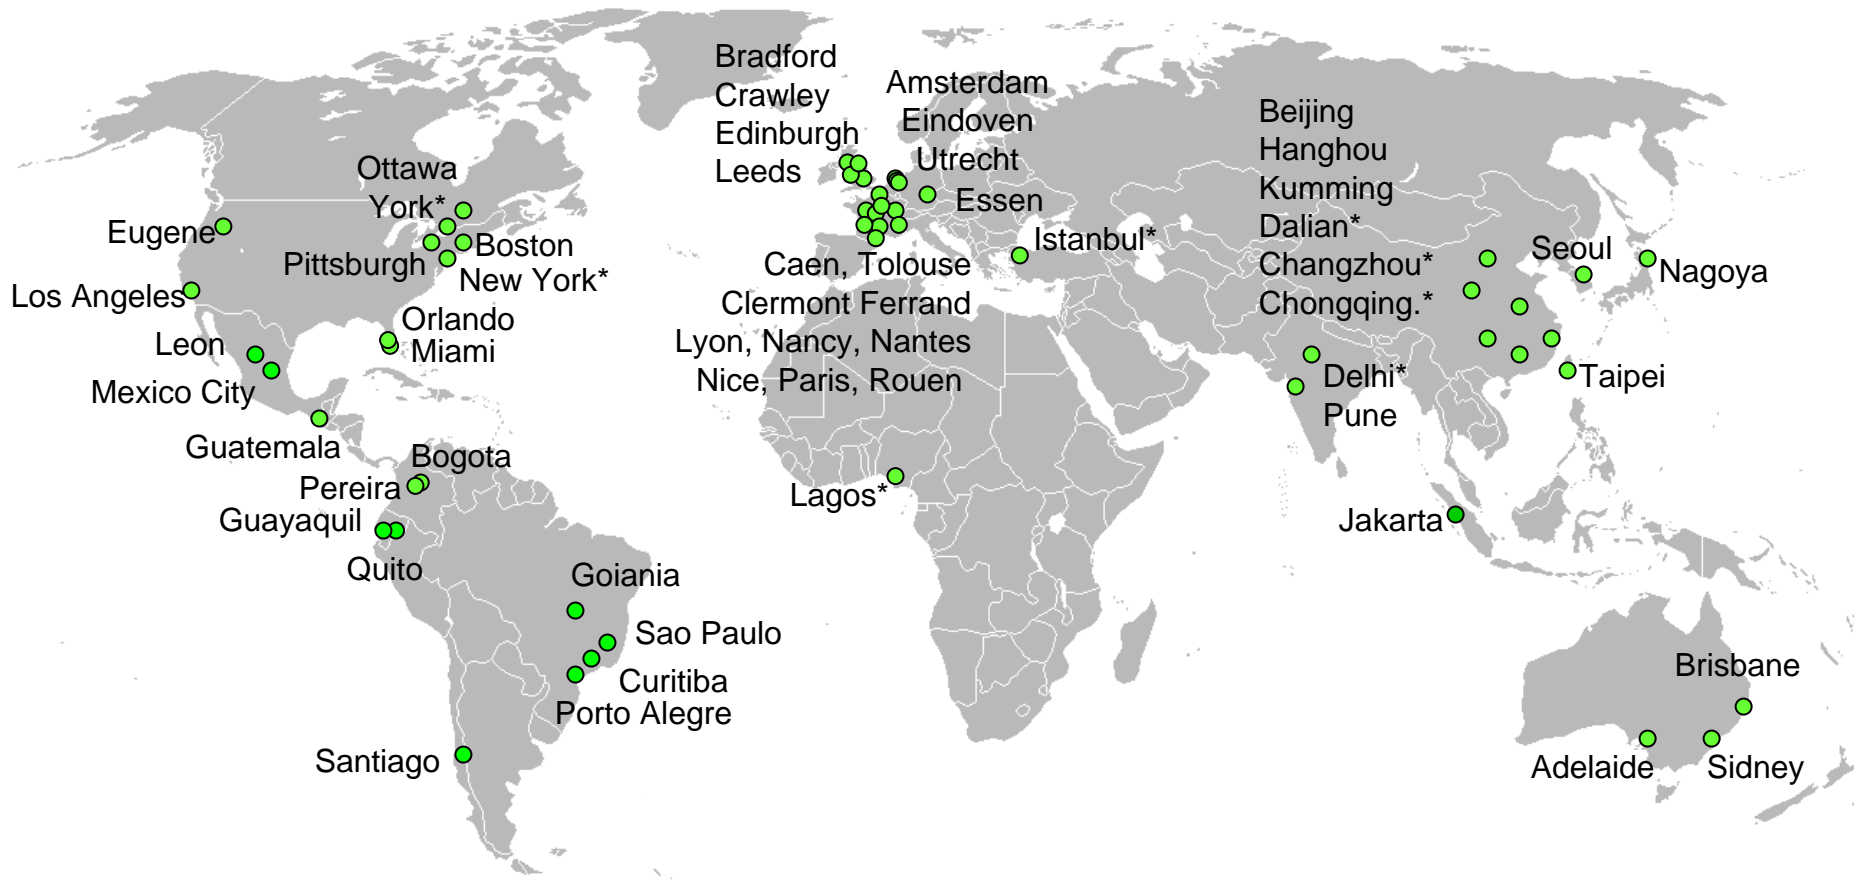 Bradford
Crawley
Edinburgh
Leeds
Amsterdam
Eindoven
Utrecht
Essen
Beijing
Hanghou
Kumming
Dalian*
Changzhou*
Chongqing.*
Ottawa
York*
Eugene
Pittsburgh
Boston
New York*
Los Angeles
Orlando
Miami
Leon
Mexico City
Guatemala
Istanbul*
Caen, Tolouse
Clermont Ferrand
Lyon, Nancy, Nantes
Nice, Paris, Rouen
Seoul
Nagoya
Taipei
Delhi*
Pune
Bogota
Pereira
Guayaquil
Quito
Lagos*
Jakarta
Goiania
Sao Paulo
Curitiba
Porto Alegre
Santiago
Brisbane
Adelaide
Sidney